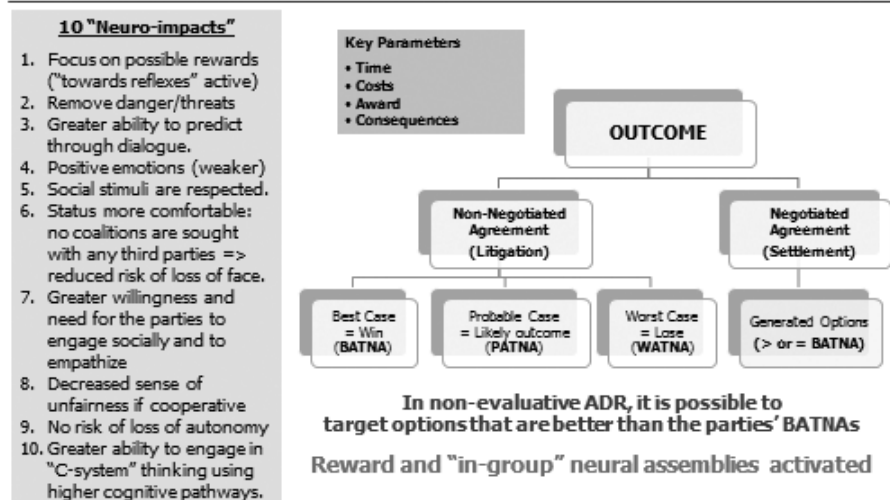 10 “Neuro-impacts”
1. Focus on possible rewards
(“towards reflexes” active)
2. Remove danger/threats
3. Greater ability to predict
through dialogue.
4. Positive emotions (weaker)
5. Social stimuli are respected.
6. Status more comfortable:
no coalitions are sought
with any third parties =>
reduced risk of loss of face.
7. Greater willingness and
need for the parties to
engage socially and to
empathize
8. Decreased sense of
unfairness if cooperative
9. No risk of loss of autonomy
10. Greater ability to engage in
“C-system” thinking using
higher cognitive pathways.
Key Parameters
• Time
• Costs
• Award
• Consequences
OUTCOME
Non-Negotiated
Agreement
(Litigation)
Negotiated
Agreement
(Settlement)
Best Case
= Win
(BATNA)
Probable Case
= Likely outcome
(PATNA)
Worst Case
= Lose
(WATNA)
Generated Options
(> or = BATNA)
In non-evaluative ADR, it is possible to
target options that are better than the parties’ BATNAs
Reward and “in-group” neural assemblies activated